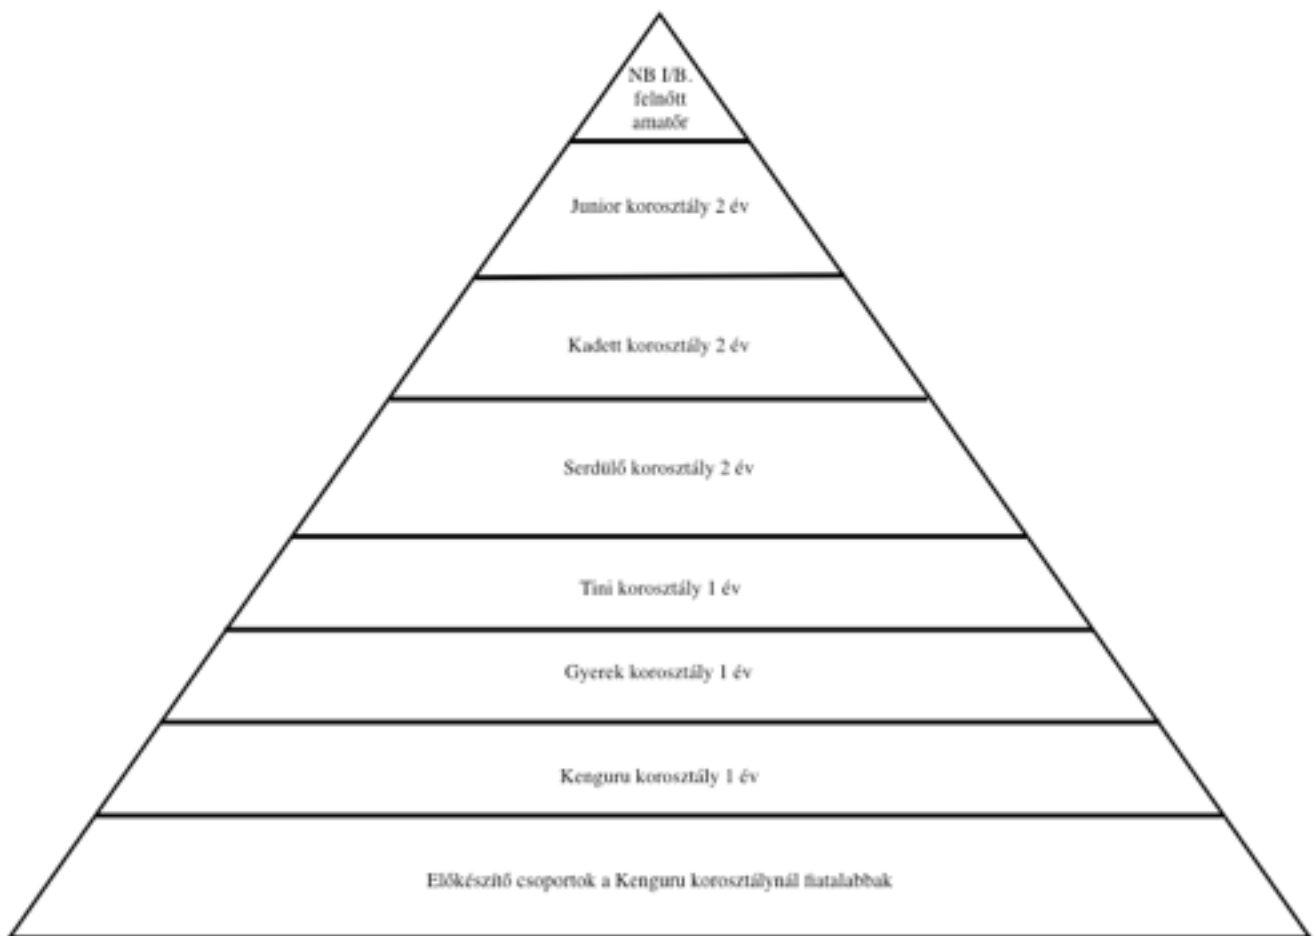 NB I/B.
felnőtt
amatőr
Junior korosztály 2 év
Kadett korosztály 2 év
Serdülő korosztály 2 év
Tini korosztály 1 év
Gyerek korosztály 1 év
Kenguru korosztály 1 év
Előkészítő csoportok a Kenguru korosztálynál fiatalabbak